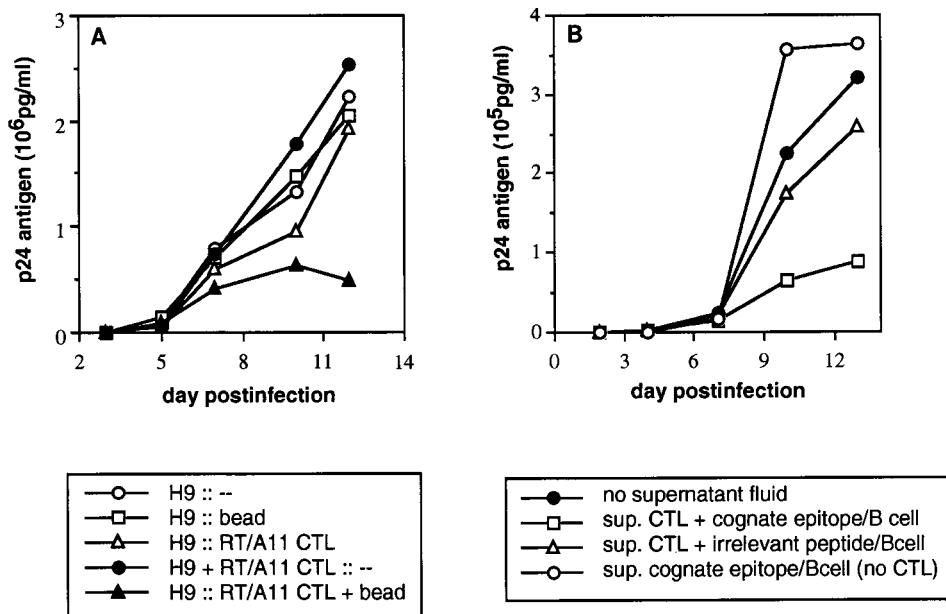 A
p24 antigen (10⁶pg/ml)
3
2
1
0
2
5
8
11
14
day postinfection
B
p24 antigen (10⁵pg/ml)
4
3
2
1
0
0
3
6
9
12
day postinfection
H9 :: --
H9 :: bead
H9 :: RT/A11 CTL
H9 + RT/A11 CTL :: --
H9 :: RT/A11 CTL + bead
no supernatant fluid
sup. CTL + cognate epitope/B cell
sup. CTL + irrelevant peptide/Bcell
sup. cognate epitope/Bcell (no CTL)